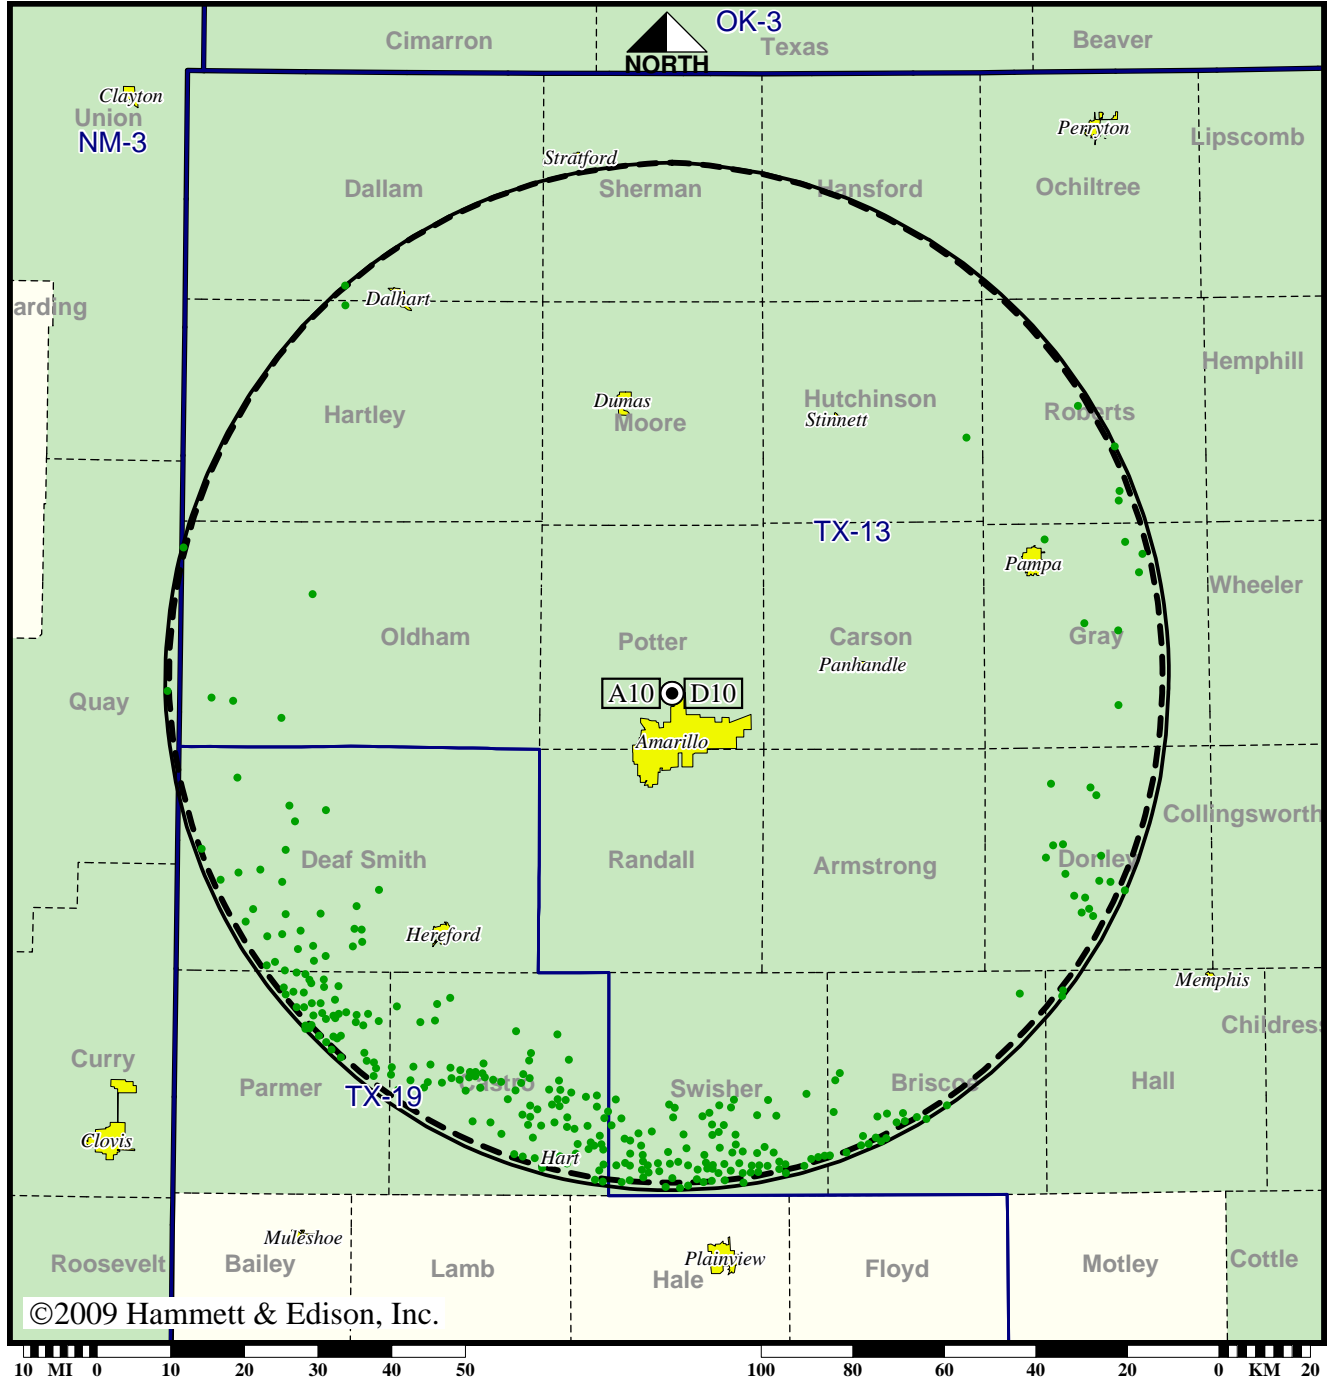 OK-3
Cimarron
Texas
Beaver
NORTH
Clayton
Union
NM-3
Perryton
Lipscomb
Stratford
Dallam
Sherman
Hansford
Ochiltree
arding
Dalhart
Hemphill
Hartley
Dumas
Moore
Hutchinson
Stinnett
Roberts
TX-13
Pampa
Wheeler
Oldham
Potter
Carson
Gray
Panhandle
Quay
A10
D10
Amarillo
Collingsworth
Deaf Smith
Randall
Armstrong
Donley
Hereford
Memphis
Childres
Curry
Parmer
TX-19
Castro
Swisher
Briscoe
Hall
Clovis
Hart
Muleshoe
Roosevelt
Bailey
Lamb
Plainview
Hale
Floyd
Motley
Cottle
©2009 Hammett & Edison, Inc.
10 MI 0 10 20 30 40 50 100 80 60 40 20 0 KM 20